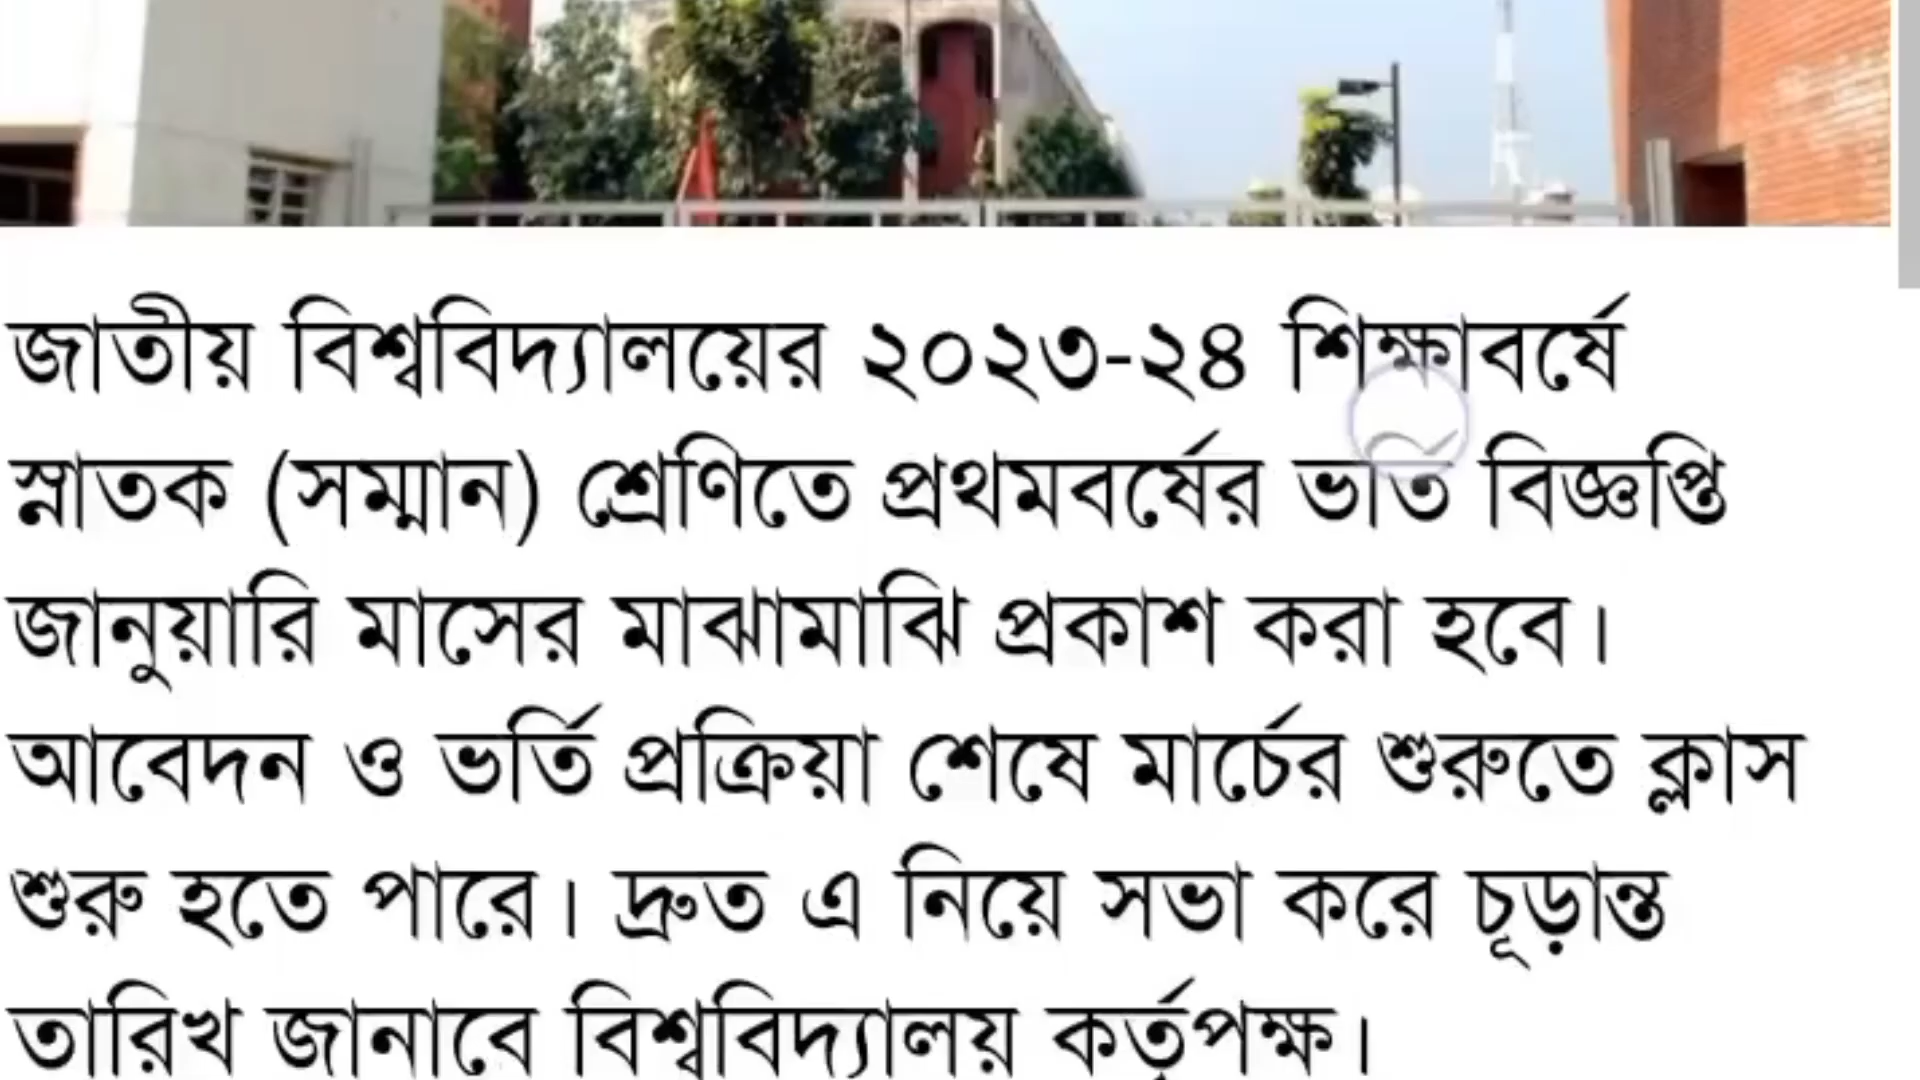 জাতীয় বিশ্ববিদ্যালয়ের ২০২৩-২৪ শিক্ষাবর্ষে
স্নাতক (সম্মান) শ্রেণিতে প্রথমবর্ষের ভর্তি বিজ্ঞপ্তি
জানুয়ারি মাসের মাঝামাঝি প্রকাশ করা হবে।
আবেদন ও ভর্তি প্রক্রিয়া শেষে মার্চের শুরুতে ক্লাস
শুরু হতে পারে। দ্রুত এ নিয়ে সভা করে চূড়ান্ত
তারিখ জানাবে বিশ্ববিদ্যালয় কর্তৃপক্ষ।